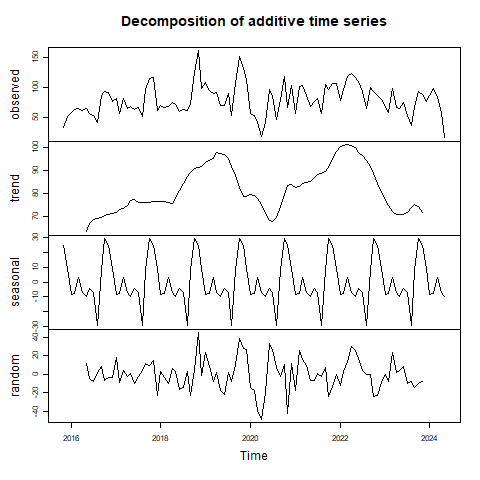 Decomposition of additive time series
observed
50 100 150
trend
70 80 90 100
seasonal
-30 -10 0 10 30
random
-40 -20 0 20 40
2016 2018 2020 2022 2024
Time